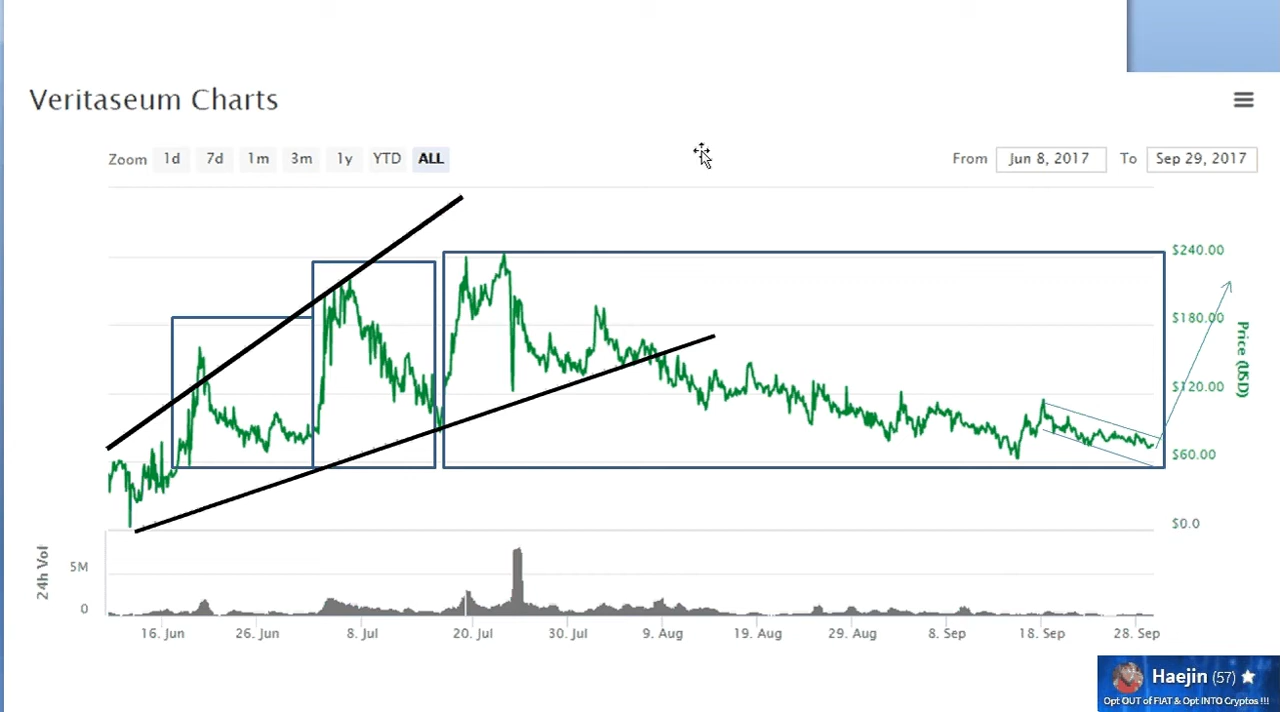 Veritaseum Charts
Zoom 1d 7d 1m 3m 1y YTD ALL
From Jun 8, 2017 To Sep 29, 2017
$240.00
$180.00
$120.00
$60.00
$0.0
Price (USD)
24h Vol
5M
0
16. Jun 26. Jun 8. Jul 20. Jul 30. Jul 9. Aug 19. Aug 29. Aug 8. Sep 18. Sep 28. Sep
Haejin (57)
Opt OUT of FIAT & Opt INTO Cryptos !!!